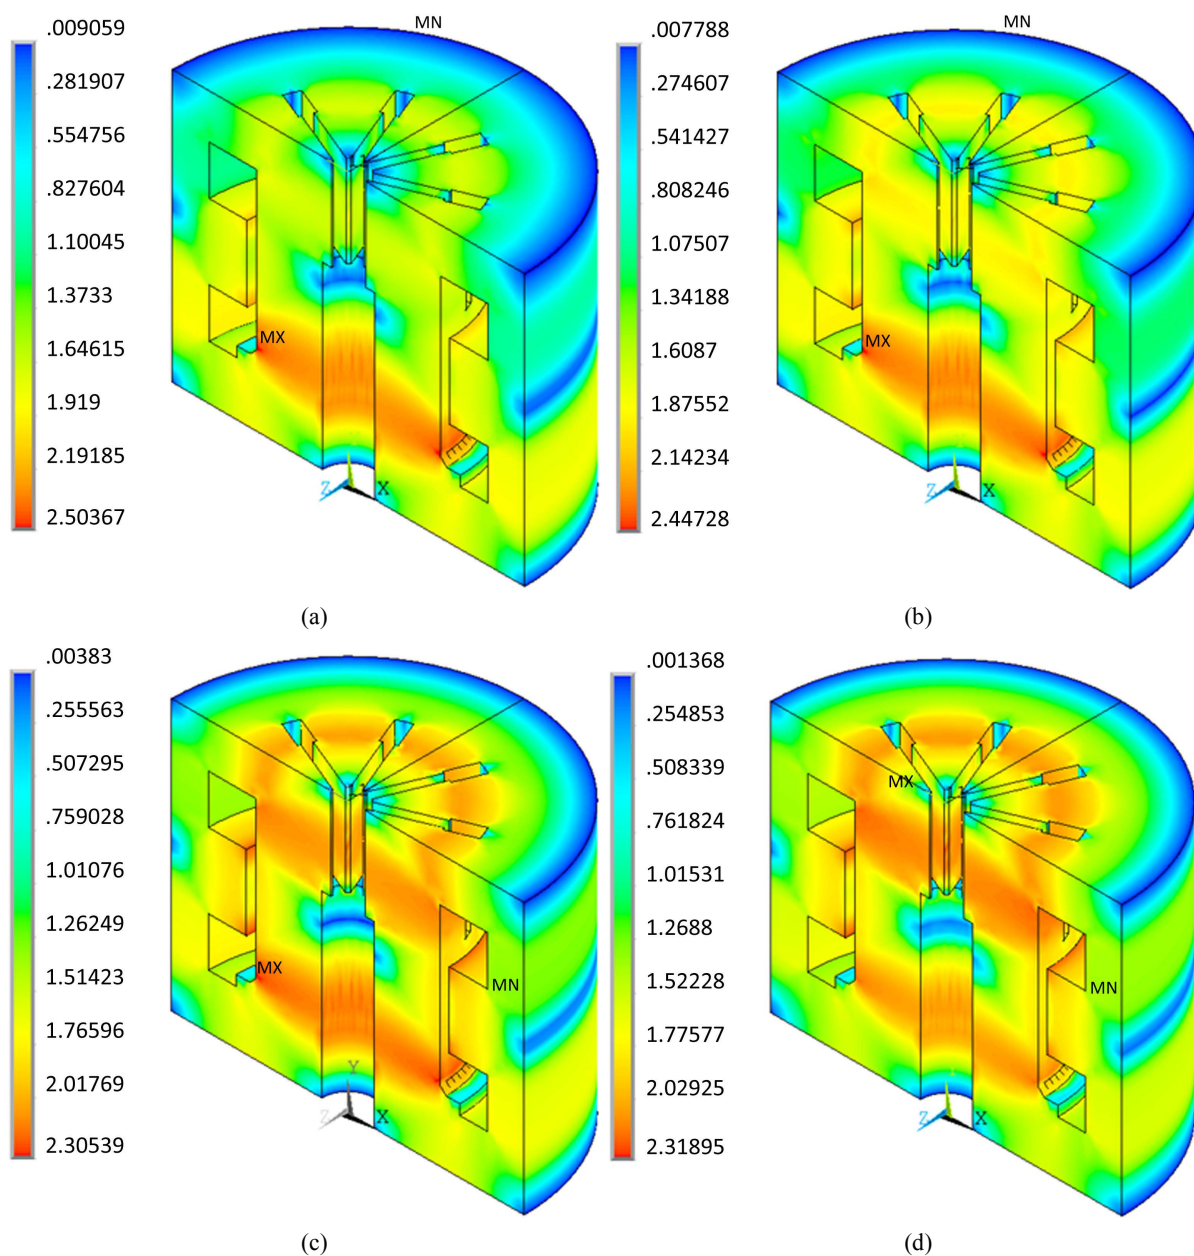 MN
.009059
.281907
.554756
.827604
1.10045
1.3733
1.64615
1.919
2.19185
2.50367
MX
Z
X
(a)
MN
.007788
.274607
.541427
.808246
1.07507
1.34188
1.6087
1.87552
2.14234
2.44728
MX
Z
X
(b)
.00383
.255563
.507295
.759028
1.01076
1.26249
1.51423
1.76596
2.01769
2.30539
MX
MN
Y
Z
X
(c)
.001368
.254853
.508339
.761824
1.01531
1.2688
1.52228
1.77577
2.02925
2.31895
MX
MN
Z
X
(d)